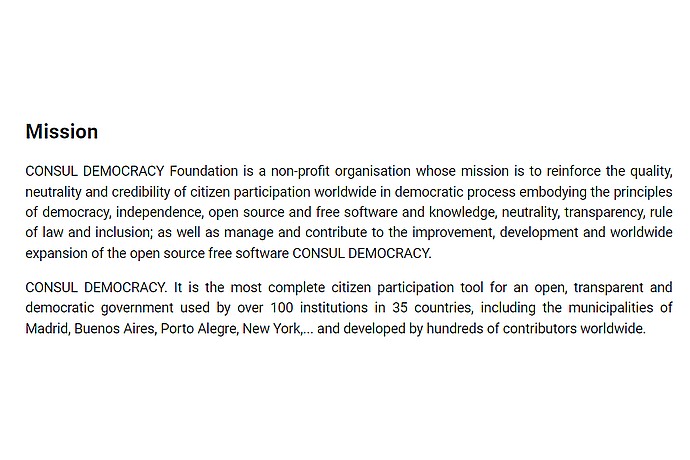 Mission
CONSUL DEMOCRACY Foundation is a non-profit organisation whose mission is to reinforce the quality,
neutrality and credibility of citizen participation worldwide in democratic process embodying the principles
of democracy, independence, open source and free software and knowledge, neutrality, transparency, rule
of law and inclusion; as well as manage and contribute to the improvement, development and worldwide
expansion of the open source free software CONSUL DEMOCRACY.
CONSUL DEMOCRACY. It is the most complete citizen participation tool for an open, transparent and
democratic government used by over 100 institutions in 35 countries, including the municipalities of
Madrid, Buenos Aires, Porto Alegre, New York,... and developed by hundreds of contributors worldwide.